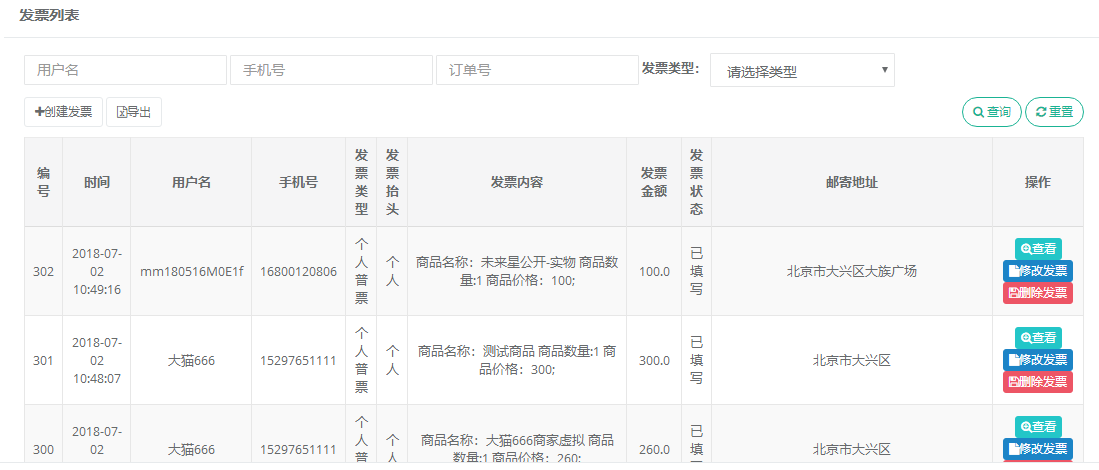 发票列表
用户名 手机号 订单号 发票类型： 请选择类型
创建发票 导出 查询 重置
编号 时间 用户名 手机号 发票类型 发票抬头 发票内容 发票金额 发票状态 邮寄地址 操作
302 2018-07-02 10:49:16 mm180516M0E1f 16800120806 个人普票 个人 商品名称：未来星公开-实物 商品数量:1 商品价格：100; 100.0 已填写 北京市大兴区大族广场 查看 修改发票 删除发票
301 2018-07-02 10:48:07 大猫666 15297651111 个人普票 个人 商品名称：测试商品 商品数量:1 商品价格：300; 300.0 已填写 北京市大兴区 查看 修改发票 删除发票
300 2018-07-02 大猫666 15297651111 个人普 个人 商品名称：大猫666商家虚拟 商品数量:1 商品价格：260; 260.0 已填写 北京市大兴区 查看 修改发票